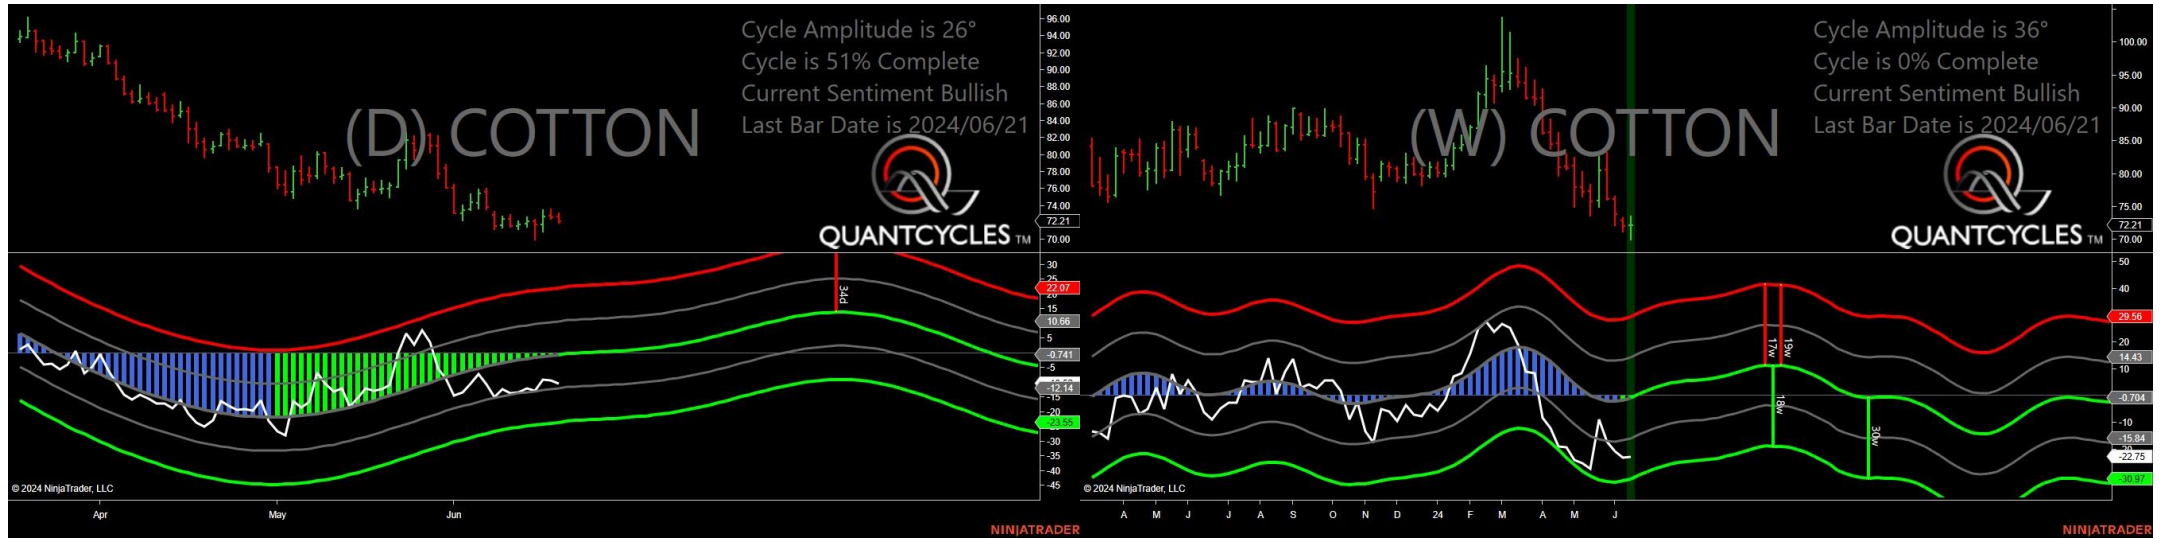 Cycle Amplitude is 26°
Cycle is 51% Complete
Current Sentiment Bullish
Last Bar Date is 2024/06/21
(D) COTTON
QUANTCYCLES TM
96.00
94.00
92.00
90.00
88.00
86.00
84.00
82.00
80.00
78.00
76.00
74.00
72.21
70.00
34d
30
25
22.07
20
15
10.66
5
-0.741
-5
-12.14
-15
-20
-23.55
-30
-35
-40
-45
© 2024 NinjaTrader, LLC
Apr May Jun
NINJATRADER
Cycle Amplitude is 36°
Cycle is 0% Complete
Current Sentiment Bullish
Last Bar Date is 2024/06/21
(W) COTTON
QUANTCYCLES TM
100.00
95.00
90.00
85.00
80.00
75.00
72.21
70.00
17w
19w
18w
30w
50
40
29.56
20
14.43
10
-0.704
-10
-15.84
-22.75
-30.97
© 2024 NinjaTrader, LLC
A M J J A S O N D 24 F M A M J
NINJATRADER